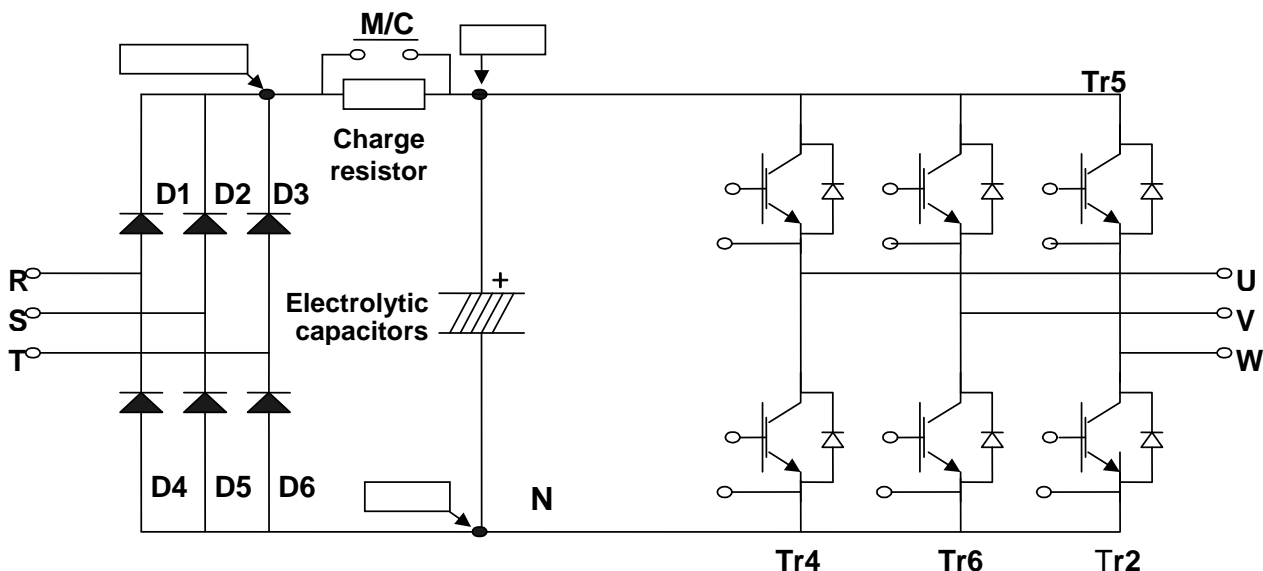 M/C
Tr5
Charge
resistor
D1 D2 D3
R
S
T
+
Electrolytic
capacitors
U
V
W
D4 D5 D6
N
Tr4 Tr6 Tr2